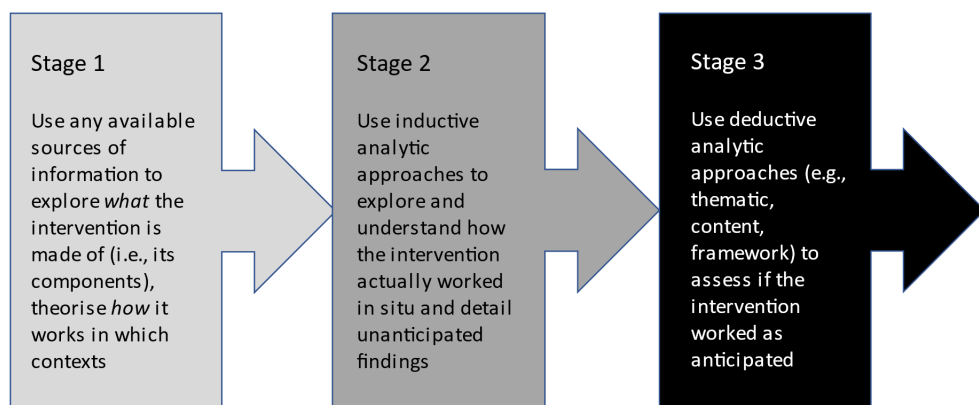 Stage 1
Use any available
sources of
information to
explore what the
intervention is
made of (i.e., its
components),
theorise how it
works in which
contexts
Stage 2
Use inductive
analytic
approaches to
explore and
understand how
the intervention
actually worked
in situ and detail
unanticipated
findings
Stage 3
Use deductive
analytic
approaches (e.g.,
thematic,
content,
framework) to
assess if the
intervention
worked as
anticipated